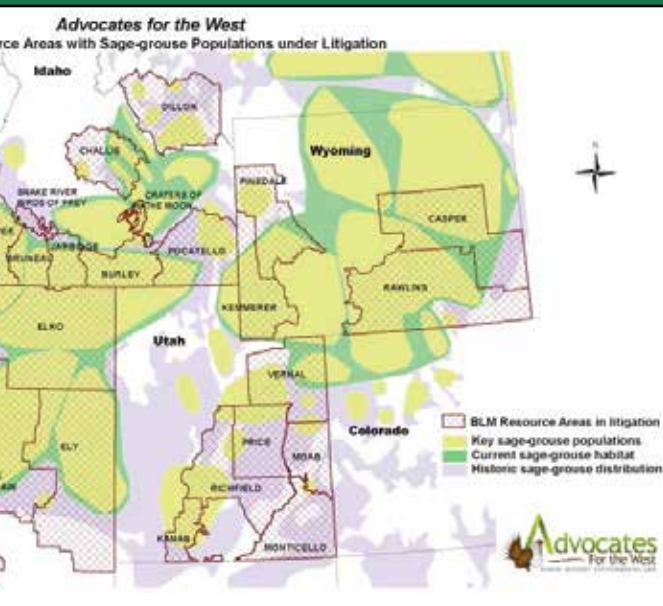 Advocates for the West
rce Areas with Sage-grouse Populations under Litigation
Idaho
DILLON
CHALLIS
Wyoming
PINEDALE
SNAKE RIVER
BIRDS OF PREY
CRATERS OF
THE MOON
CASPER
JARBIDGE
BRUNEAU
POCATELLO
BURLEY
RAWLINS
KEMMERER
ELKO
Utah
VERNAL
Colorado
BLM Resource Areas in litigation
Key sage-grouse populations
Current sage-grouse habitat
Historic sage-grouse distribution
ELY
PRICE
MOAB
RICHFIELD
KANAB
MONTICELLO
Advocates
For the West